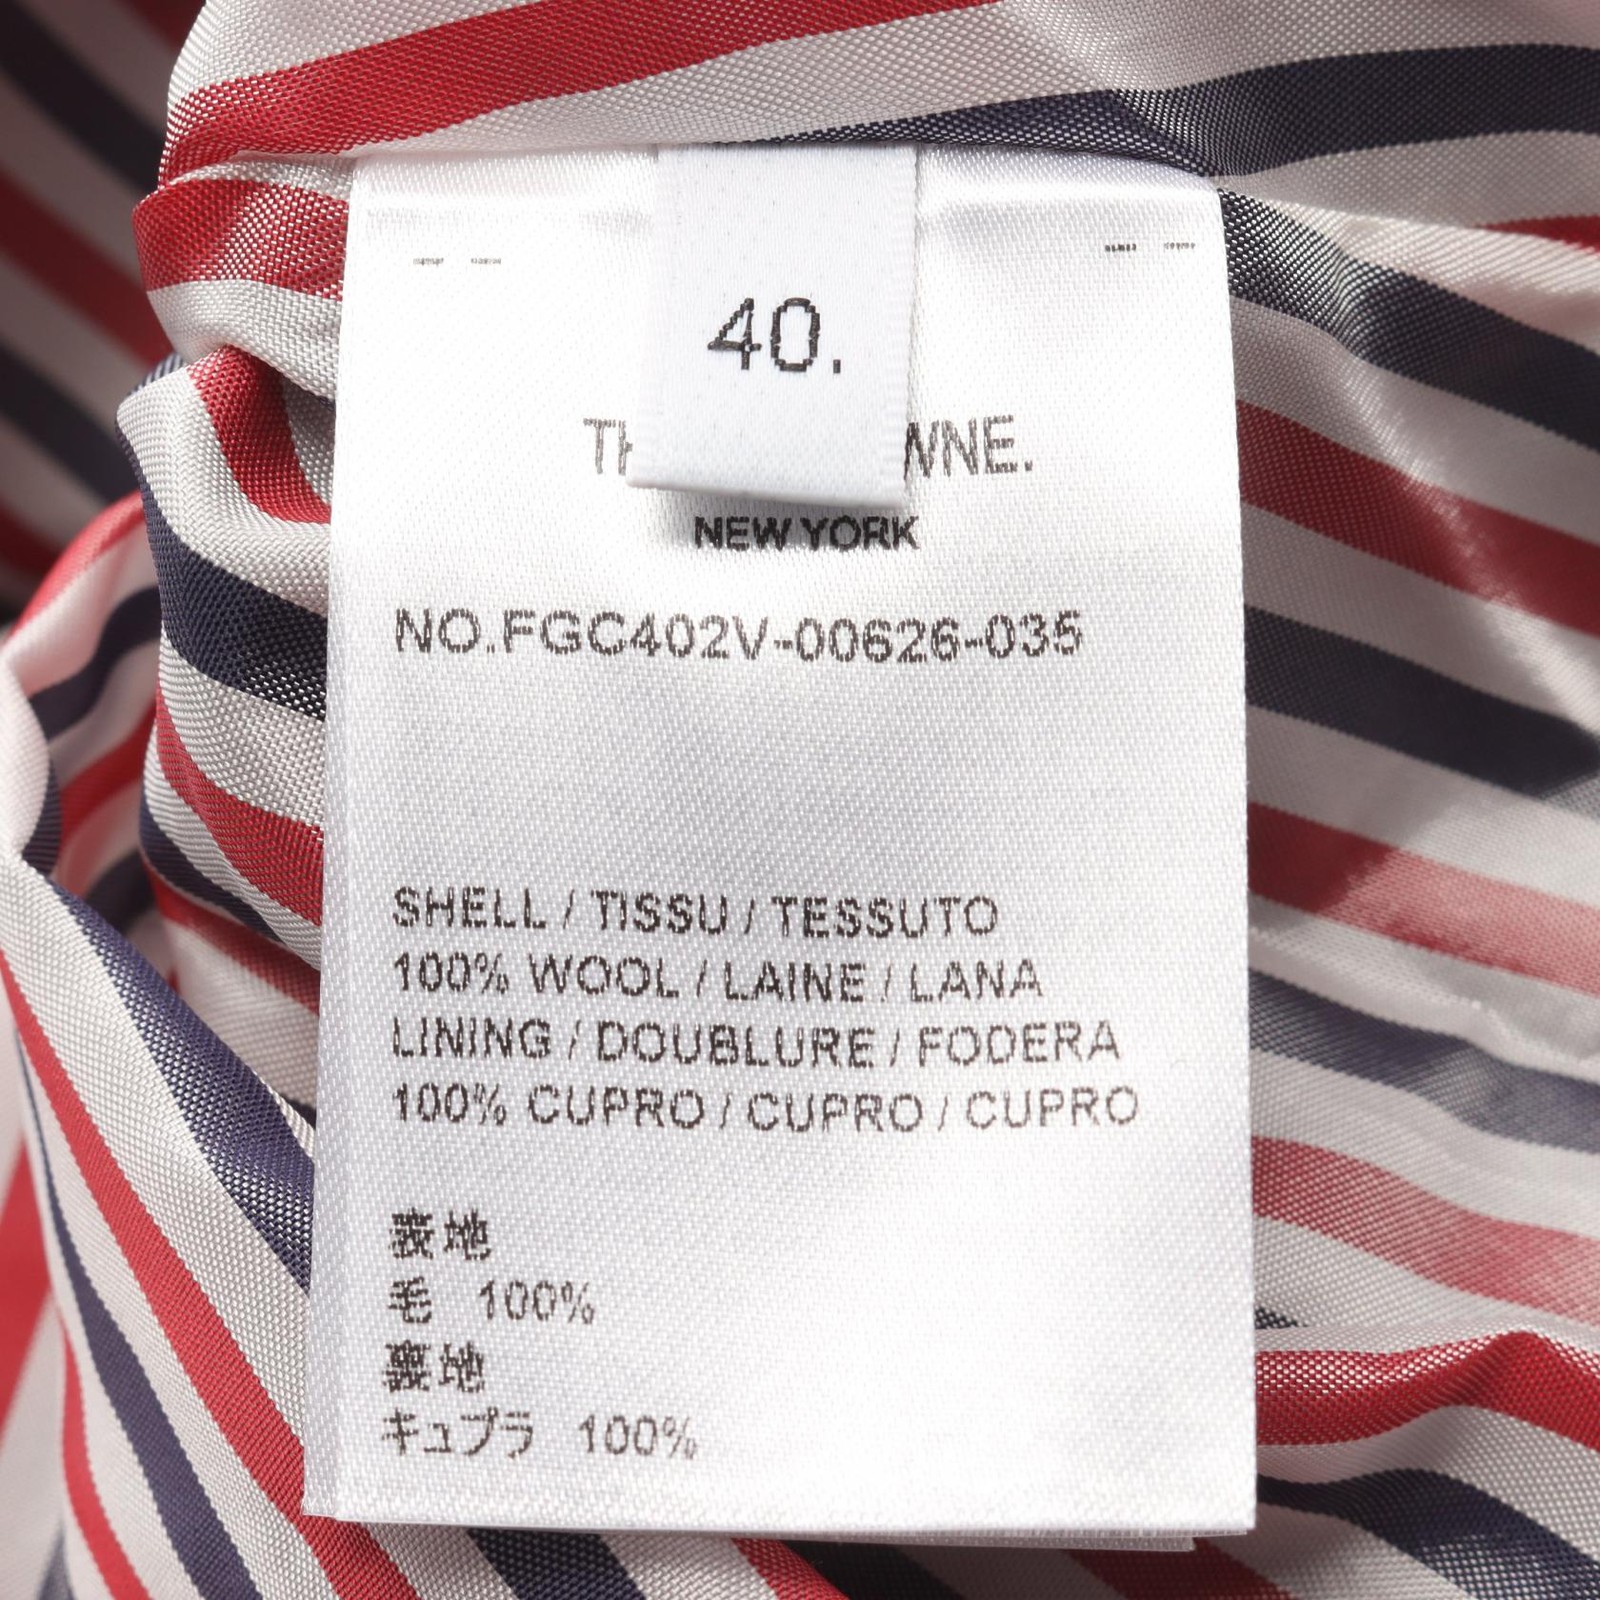 40.
TH WNE.
NEW YORK
NO.FGC402V-00626-035
SHELL / TISSU / TESSUTO
100% WOOL / LAINE / LANA
LINING / DOUBLURE / FODERA
100% CUPRO / CUPRO / CUPRO
表地
毛 100%
裏地
キュプラ 100%